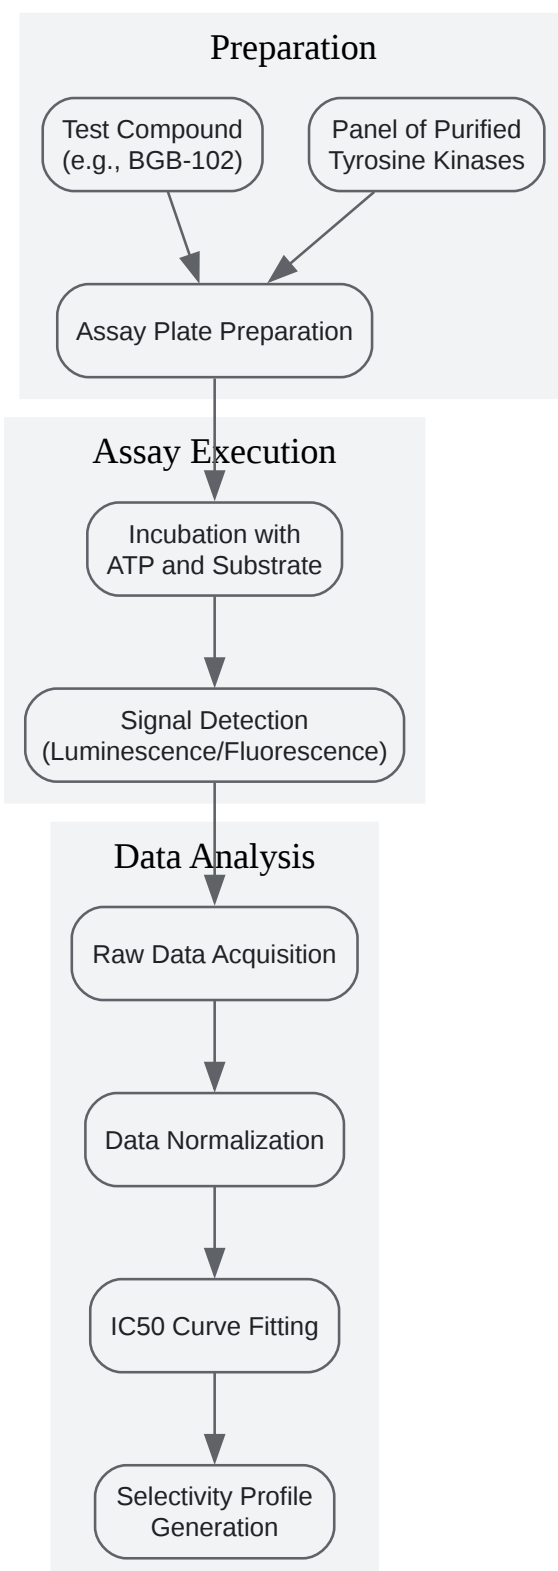 Preparation
Test Compound
(e.g., BGB-102)
Panel of Purified
Tyrosine Kinases
Assay Plate Preparation
Assay Execution
Incubation with
ATP and Substrate
Signal Detection
(Luminescence/Fluorescence)
Data Analysis
Raw Data Acquisition
Data Normalization
IC50 Curve Fitting
Selectivity Profile
Generation